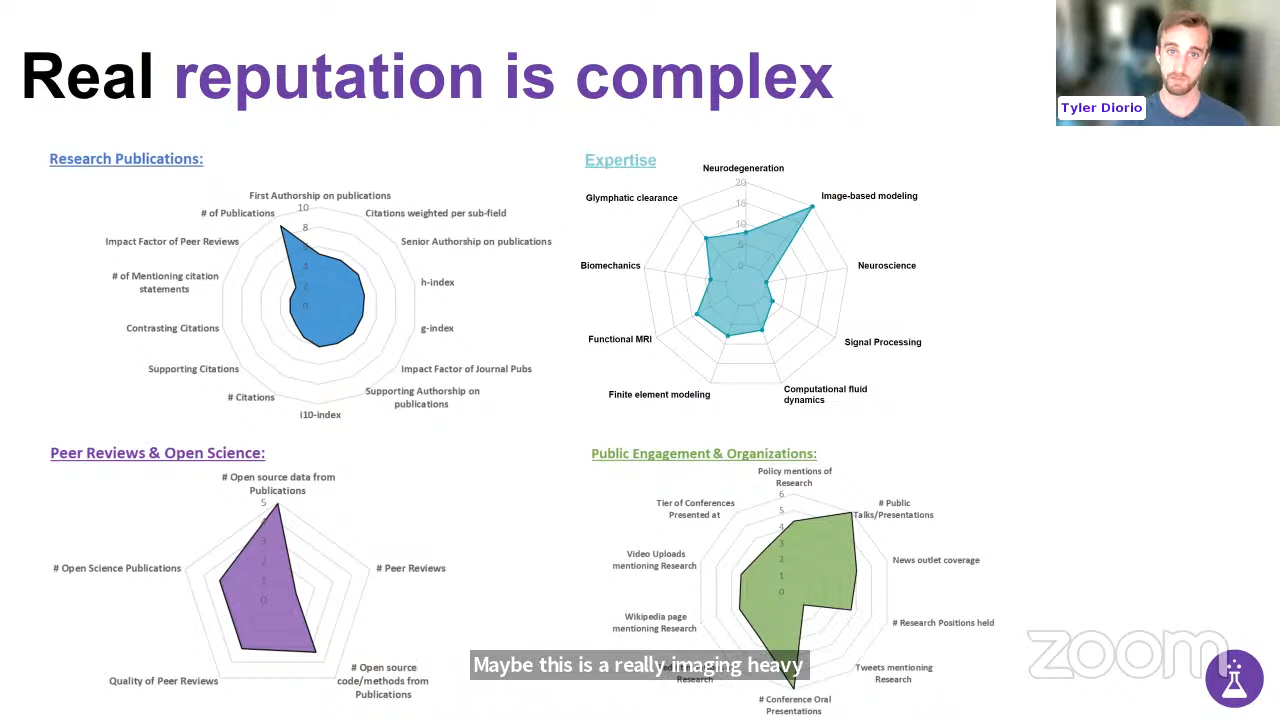 Real reputation is complex
Tyler Diorio
Research Publications:
First Authorship on publications
# of Publications
Citations weighted per sub-field
Impact Factor of Peer Reviews
Senior Authorship on publications
# of Mentioning citation
statements
h-index
Contrasting Citations
g-index
Supporting Citations
Impact Factor of Journal Pubs
# Citations
Supporting Authorship on
publications
i10-index
10
8
6
4
2
0
Expertise
Neurodegeneration
Glymphatic clearance
Image-based modeling
Biomechanics
Neuroscience
Functional MRI
Signal Processing
Finite element modeling
Computational fluid
dynamics
20
15
10
5
0
Peer Reviews & Open Science:
# Open source data from
Publications
# Open Science Publications
# Peer Reviews
Quality of Peer Reviews
# Open source
code/methods from
Publications
5
4
3
2
1
0
Public Engagement & Organizations:
Policy mentions of
Research
Tier of Conferences
Presented at
# Public
Talks/Presentations
Video Uploads
mentioning Research
News outlet coverage
Wikipedia page
mentioning Research
# Research Positions held
Research
Tweets mentioning
Research
# Conference Oral
Presentations
6
5
4
3
2
1
0
Maybe this is a really imaging heavy
zoom